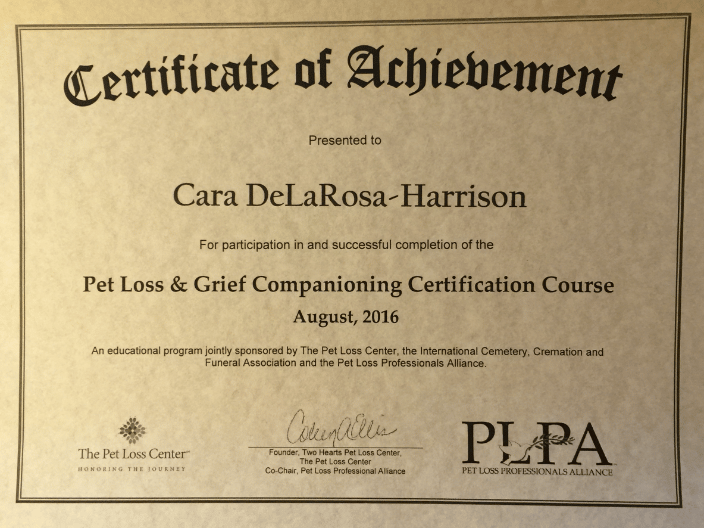 Certificate of Achievement
Presented to
Cara DeLaRosa-Harrison
For participation in and successful completion of the
Pet Loss & Grief Companioning Certification Course
August, 2016
An educational program jointly sponsored by The Pet Loss Center, the International Cemetery, Cremation and
Funeral Association and the Pet Loss Professionals Alliance.
The Pet Loss Center
HONORING THE JOURNEY
Founder, Two Hearts Pet Loss Center,
The Pet Loss Center
Co-Chair, Pet Loss Professional Alliance
PLPA
PET LOSS PROFESSIONALS ALLIANCE